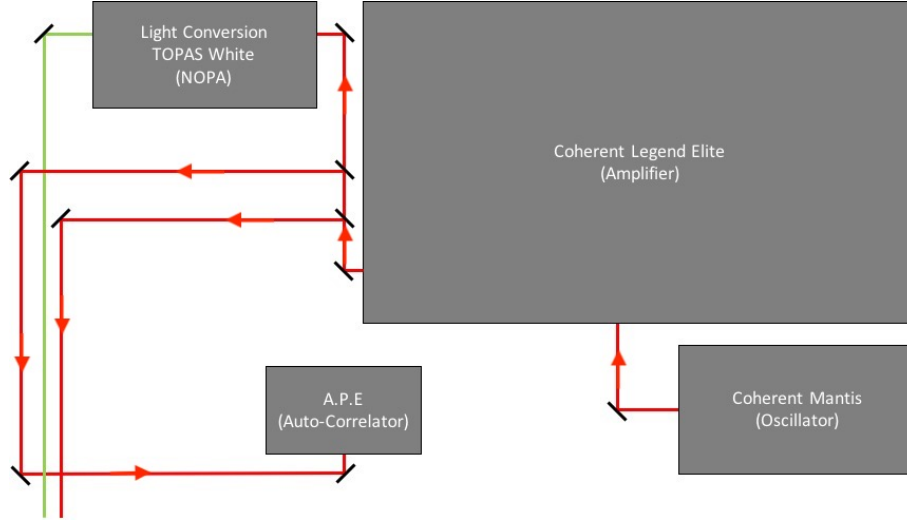 Light Conversion
TOPAS White
(NOPA)
Coherent Legend Elite
(Amplifier)
A.P.E
(Auto-Correlator)
Coherent Mantis
(Oscillator)